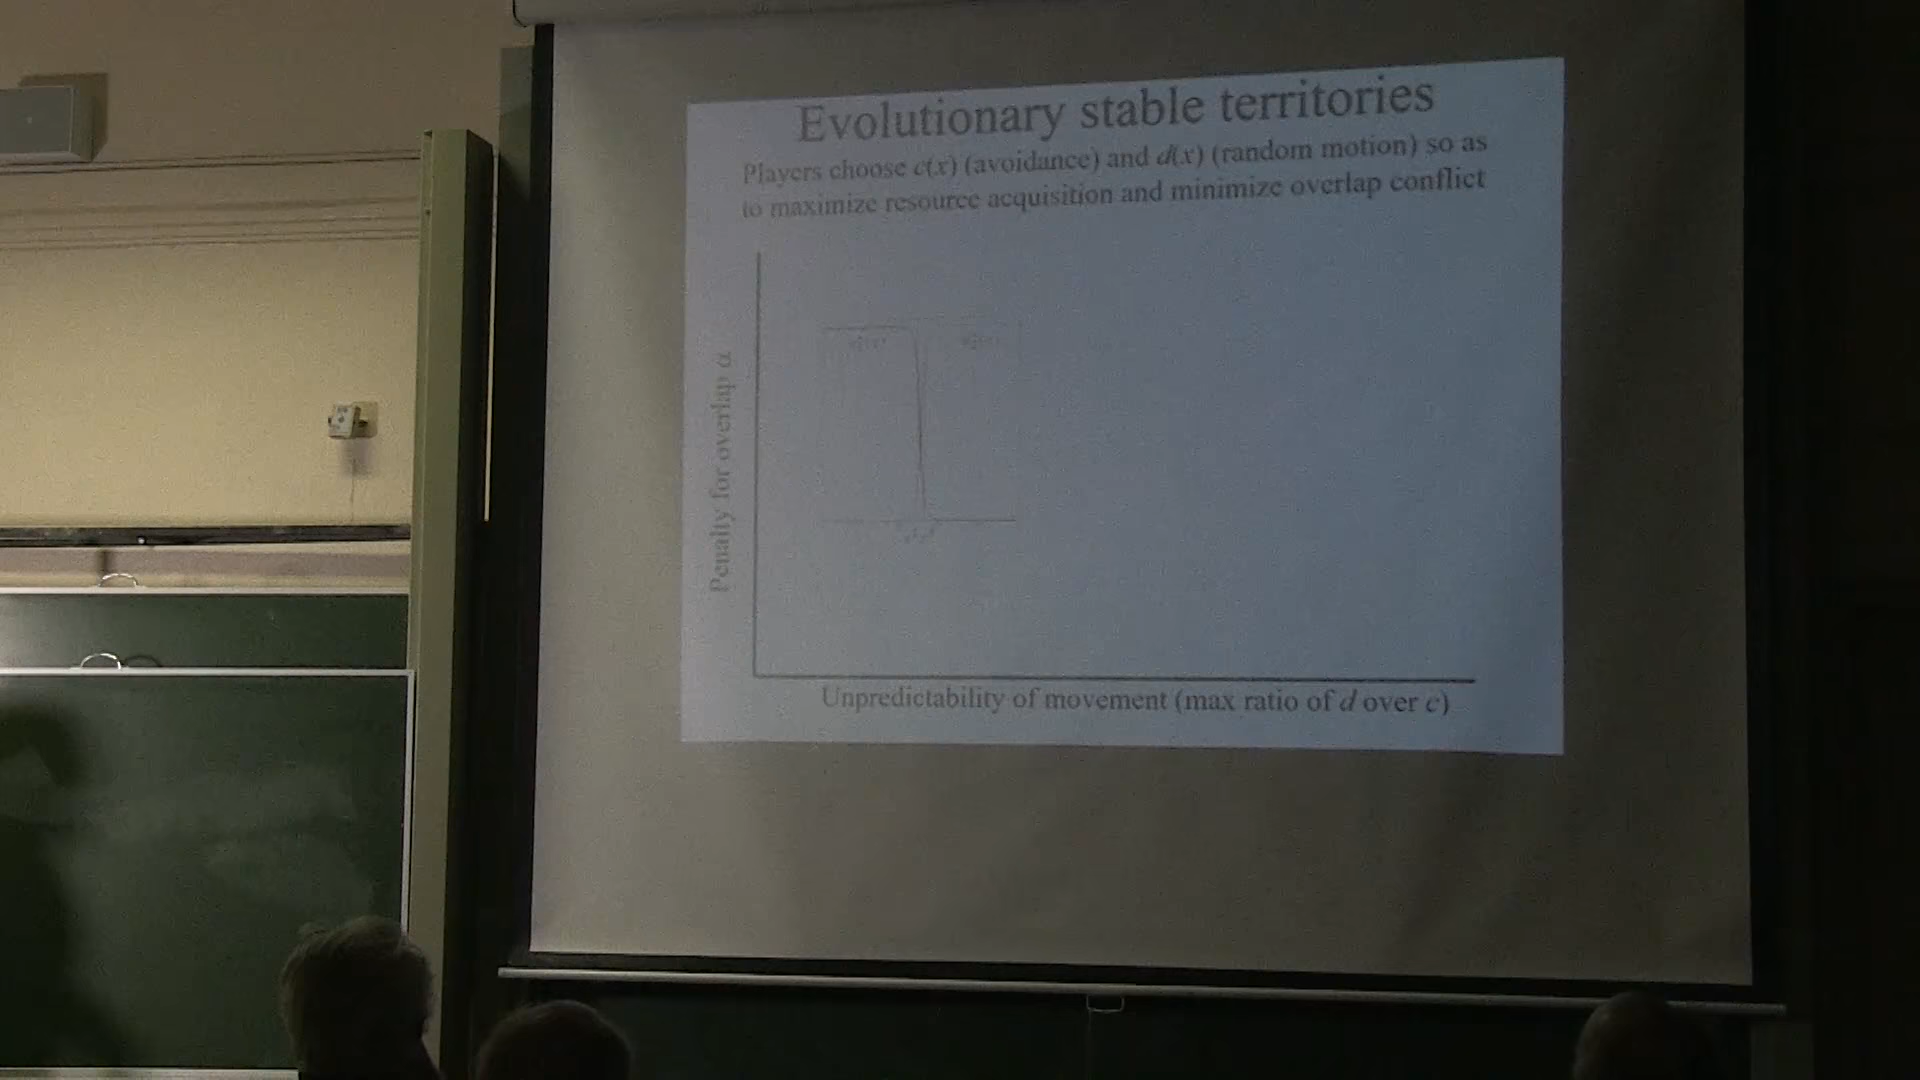 Evolutionary stable territories
Players choose c(x) (avoidance) and d(x) (random motion) so as
to maximize resource acquisition and minimize overlap conflict
Penalty for overlap α
Unpredictability of movement (max ratio of d over c)